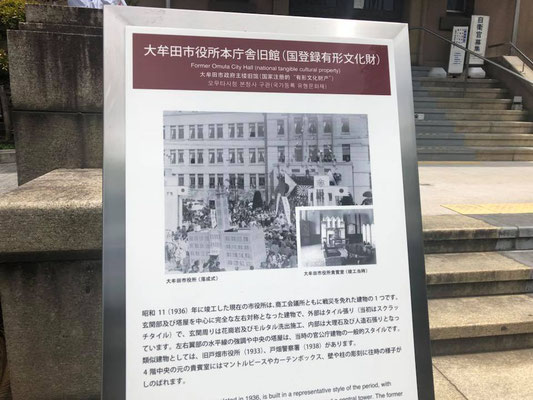 大牟田市役所本庁舎旧館(国登録有形文化財)
Former Omuta City Hall (national tangible cultural property)
大牟田市政府主楼旧馆(国家注册的“有形文化财产”)
오무타시청 본청사 구관(국가등록 유형문화재)
自衛官募集
大牟田市役所(落成式)
大牟田市役所貴賓室(竣工当時)
昭和 11(1936)年に竣工した現在の市役所は、商工会議所とともに戦災を免れた建物の1つです。
玄関部及び塔屋を中心に完全な左右対称となった建物で、外部はタイル張り(当初はスクラッ
チタイル)で、玄関周りは花崗岩及びモルタル洗出施工、内部は大理石及び人造石張りとなっ
ています。左右翼部の水平線の強調や中央の塔屋は、当時の官公庁建物の一般的スタイルです。
類似建物としては、旧戸畑市役所(1933)、戸畑警察署(1938)があります。
4 階中央の元の貴賓室にはマントルピースやカーテンボックス、壁や柱の彫刻に往時の様子が
しのばれます。
in 1936, is built in a representative style of the period, with
central tower. The former